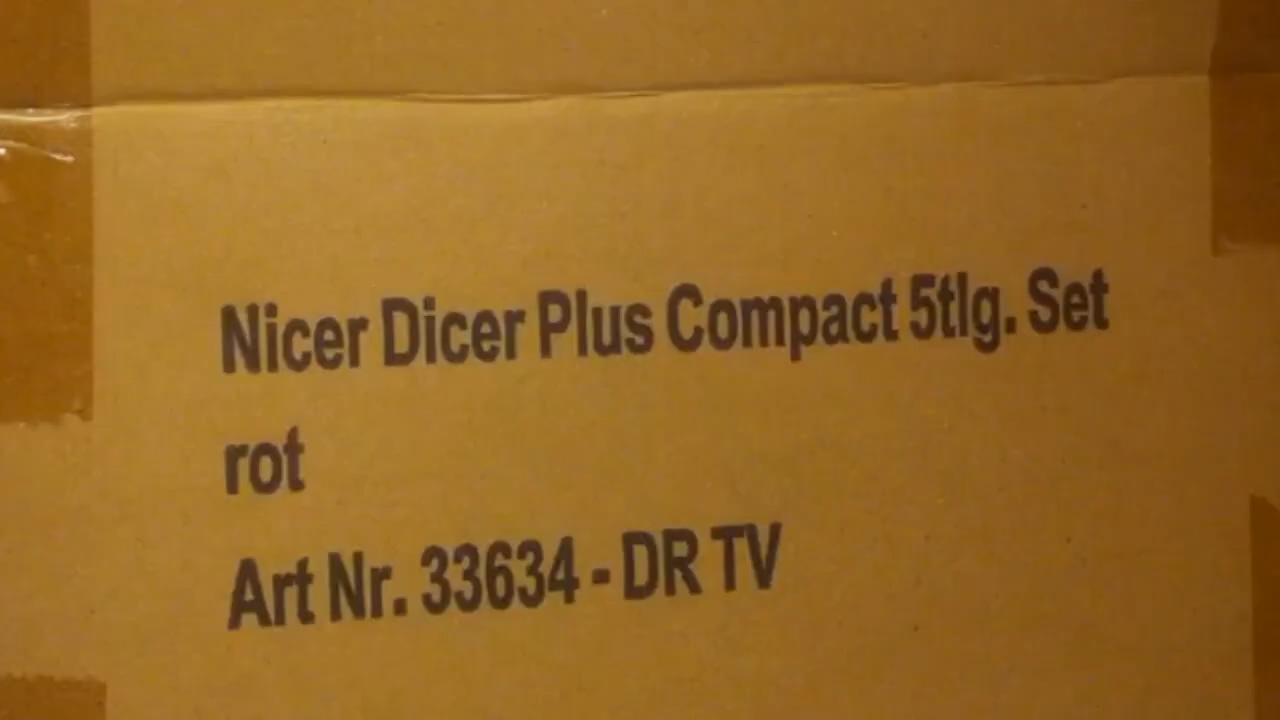 Nicer Dicer Plus Compact 5tlg. Set
rot
Art Nr. 33634 - DR TV